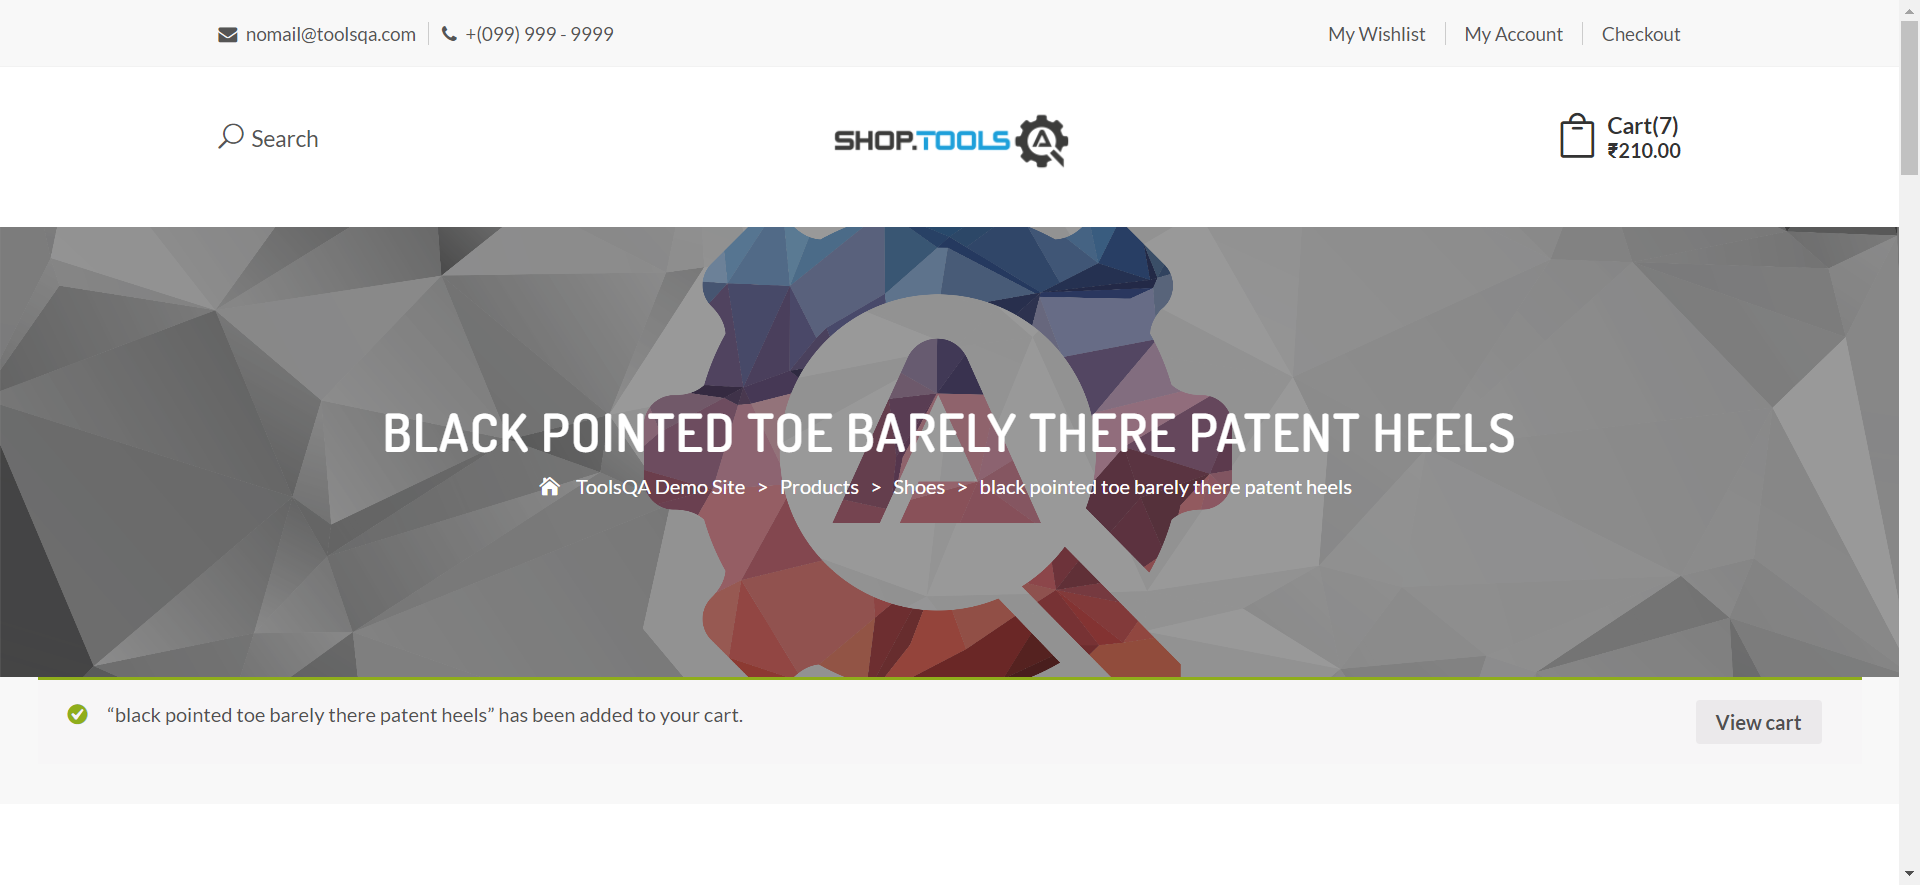 nomail@toolsqa.com
+(099) 999 - 9999
My Wishlist
My Account
Checkout
Search
SHOP.TOOLS
Cart(7)
₹210.00
BLACK POINTED TOE BARELY THERE PATENT HEELS
ToolsQA Demo Site > Products > Shoes > black pointed toe barely there patent heels
“black pointed toe barely there patent heels” has been added to your cart.
View cart